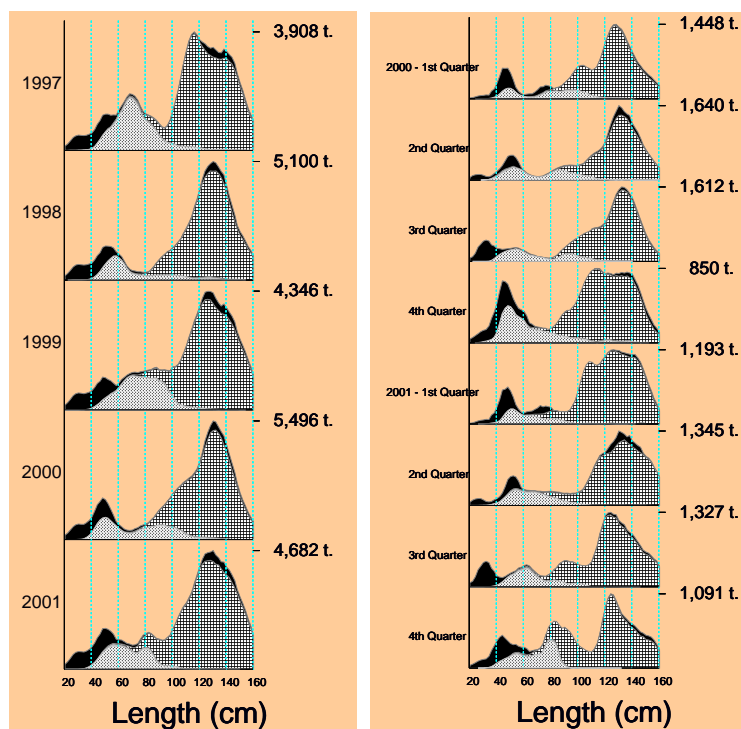 3,908 t.
1997
5,100 t.
1998
4,346 t.
1999
5,496 t.
2000
4,682 t.
2001
20 40 60 80 100 120 140 160
Length (cm)
1,448 t.
2000 - 1st Quarter
1,640 t.
2nd Quarter
1,612 t.
3rd Quarter
850 t.
4th Quarter
1,193 t.
2001 - 1st Quarter
1,345 t.
2nd Quarter
1,327 t.
3rd Quarter
1,091 t.
4th Quarter
20 40 60 80 100 120 140 160
Length (cm)